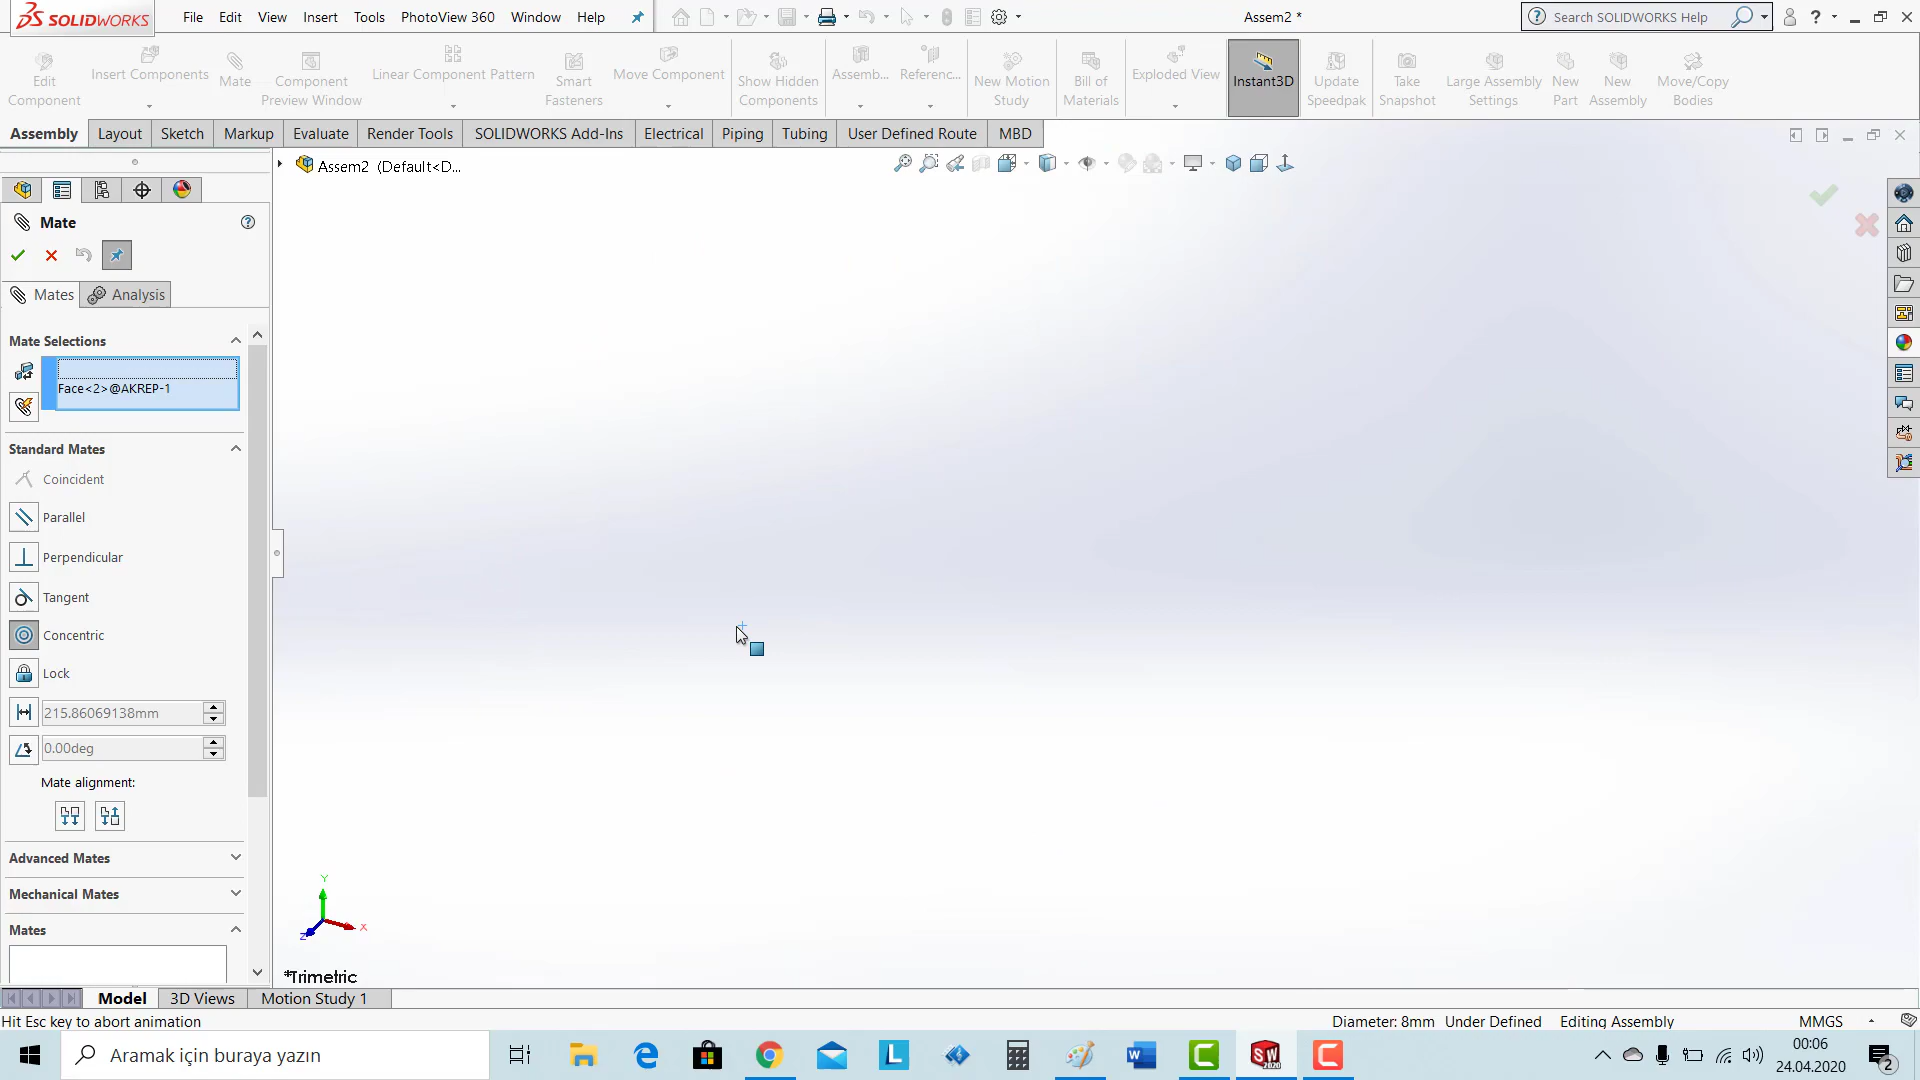 SOLIDWORKS
File Edit View Insert Tools PhotoView 360 Window Help
Assem2 *
Search SOLIDWORKS Help
Edit Component
Insert Components
Mate
Component Preview Window
Linear Component Pattern
Smart Fasteners
Move Component
Show Hidden Components
Assemb...
Referenc...
New Motion Study
Bill of Materials
Exploded View
Instant3D
Update Speedpak
Take Snapshot
Large Assembly Settings
New Part
New Assembly
Move/Copy Bodies
Assembly Layout Sketch Markup Evaluate Render Tools SOLIDWORKS Add-Ins Electrical Piping Tubing User Defined Route MBD
Assem2 (Default<D...
Mate
Mates Analysis
Mate Selections
Face<2>@AKREP-1
Standard Mates
Coincident
Parallel
Perpendicular
Tangent
Concentric
Lock
215.86069138mm
0.00deg
Mate alignment:
Advanced Mates
Mechanical Mates
Mates
Y
X
Z
*Trimetric
Model 3D Views Motion Study 1
Hit Esc key to abort animation
Diameter: 8mm Under Defined Editing Assembly MMGS
Aramak için buraya yazın
00:06
24.04.2020
2